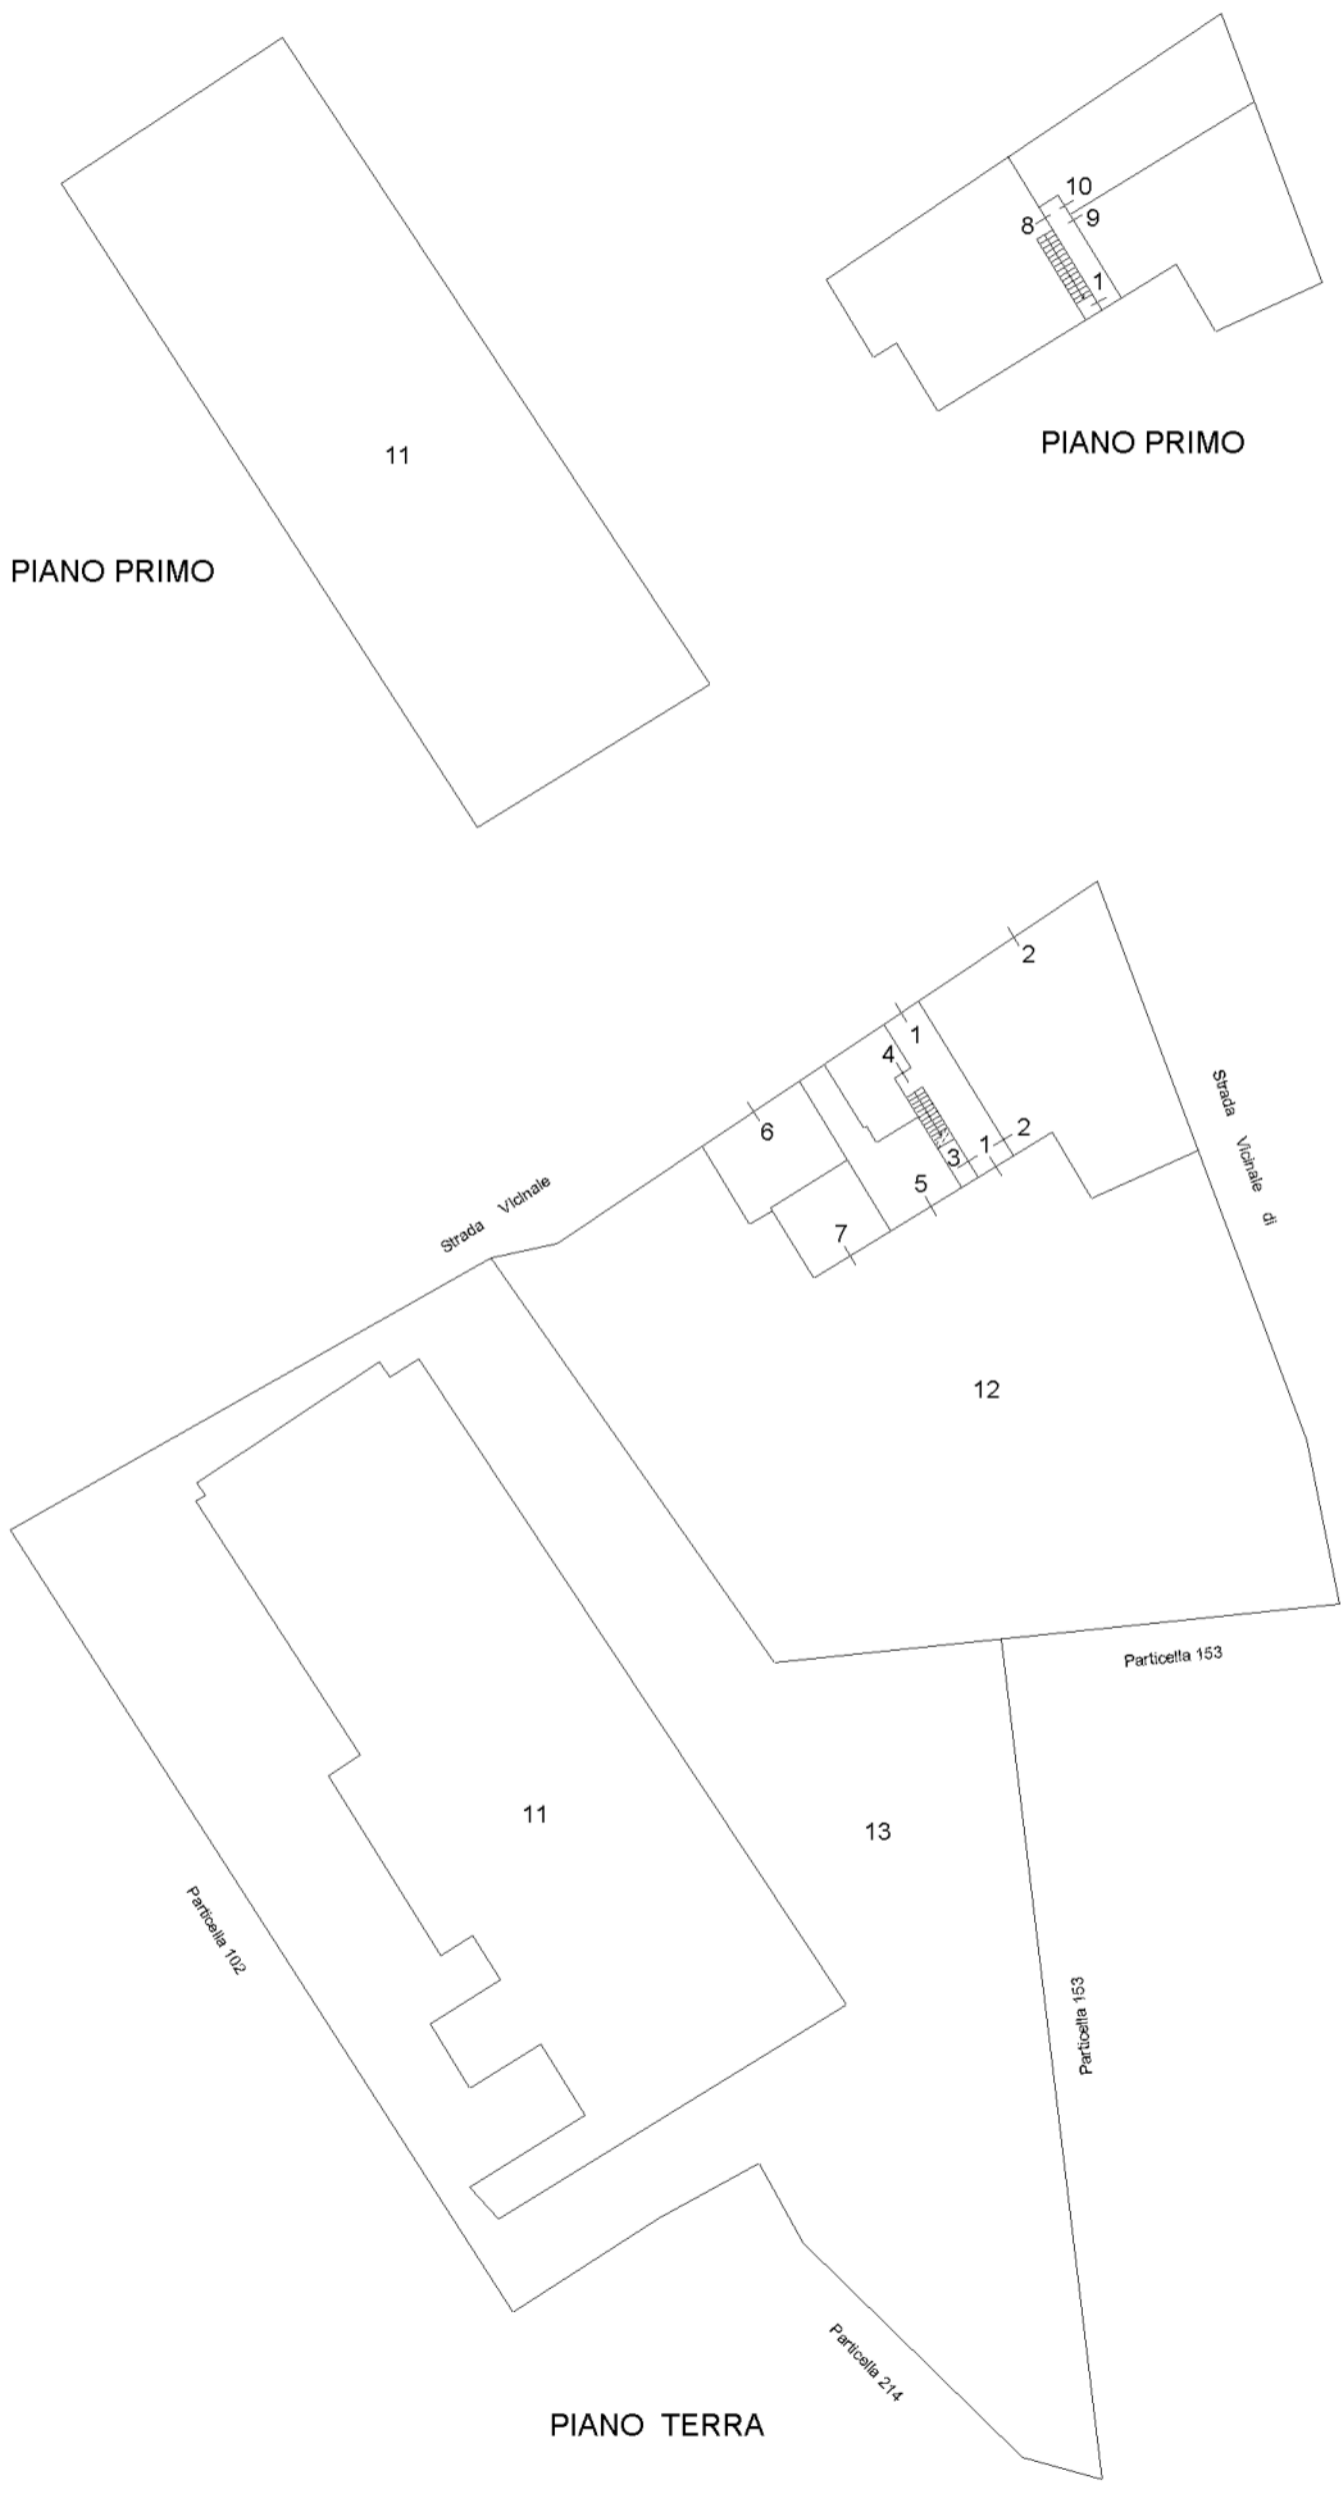 10
8
9
1
PIANO PRIMO
11
PIANO PRIMO
2
1
4
Strada Vicinale di
6
2
1
3
5
Strada Vicinale
7
12
Particella 153
11
13
Particella 102
Particella 153
Particella 214
PIANO TERRA